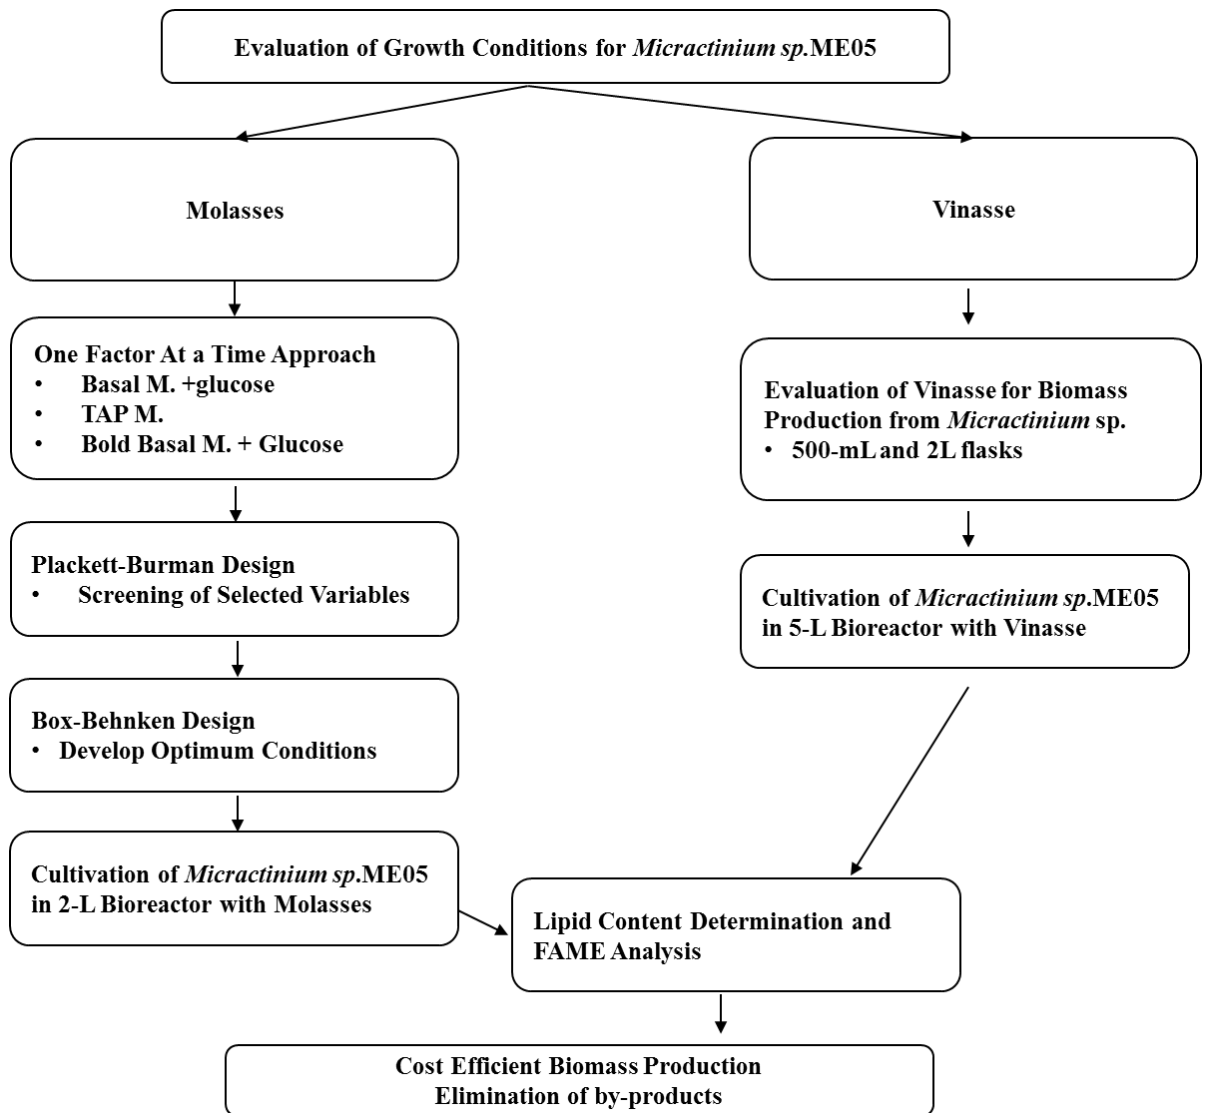 Evaluation of Growth Conditions for Micractinium sp.ME05
Molasses
Vinasse
One Factor At a Time Approach
• Basal M. +glucose
• TAP M.
• Bold Basal M. + Glucose
Evaluation of Vinasse for Biomass
Production from Micractinium sp.
• 500-mL and 2L flasks
Plackett-Burman Design
• Screening of Selected Variables
Cultivation of Micractinium sp.ME05
in 5-L Bioreactor with Vinasse
Box-Behnken Design
• Develop Optimum Conditions
Cultivation of Micractinium sp.ME05
in 2-L Bioreactor with Molasses
Lipid Content Determination and
FAME Analysis
Cost Efficient Biomass Production
Elimination of by-products